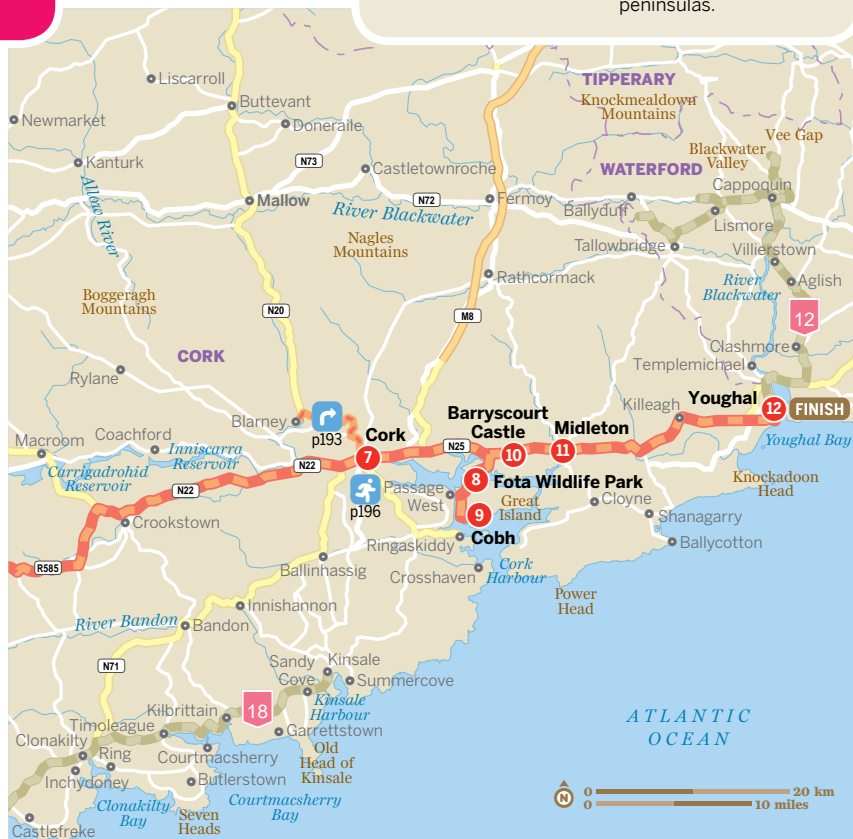 peninsulas.
TIPPERARY
Knockmealdown
Mountains
Liscarroll
Buttevant
Newmarket
Doneraile
Vee Gap
Blackwater
Valley
N73
Kanturk
Castletownroche
WATERFORD
Cappoquin
Allow River
Mallow
N72
Fermoy
Ballyduff
River Blackwater
Lismore
Nagles
Mountains
Tallowbridge
Villierstown
Rathcormack
River
Blackwater
Aglish
Boggeragh
Mountains
N20
M8
12
CORK
Clashmore
Templemichael
Rylane
Youghal
12
FINISH
Killeagh
Blarney
p193
Barryscourt
Castle
Midleton
Cork
7
Macroom
Coachford
Inniscarra
Reservoir
N25
10
11
Youghal Bay
N22
Carrigadrohid
Reservoir
8
Fota Wildlife Park
Knockadoon
Head
N22
Passage
West
Great
Island
Cloyne
p196
9
Shanagarry
Crookstown
Cobh
Ringaskiddy
Ballycotton
R585
Ballinhassig
Crosshaven
Cork
Harbour
Power
Head
Innishannon
River Bandon
Bandon
N71
Sandy
Cove
Kinsale
Summercove
Kilbrittain
18
Kinsale
Harbour
Timoleague
Garrettstown
ATLANTIC
OCEAN
Clonakilty
Ring
Courtmacsherry
Old
Head of
Kinsale
Inchydoney
Butlerstown
Clonakilty
Bay
Seven
Heads
Courtmacsherry
Bay
Castlefreke
N
0 20 km
0 10 miles